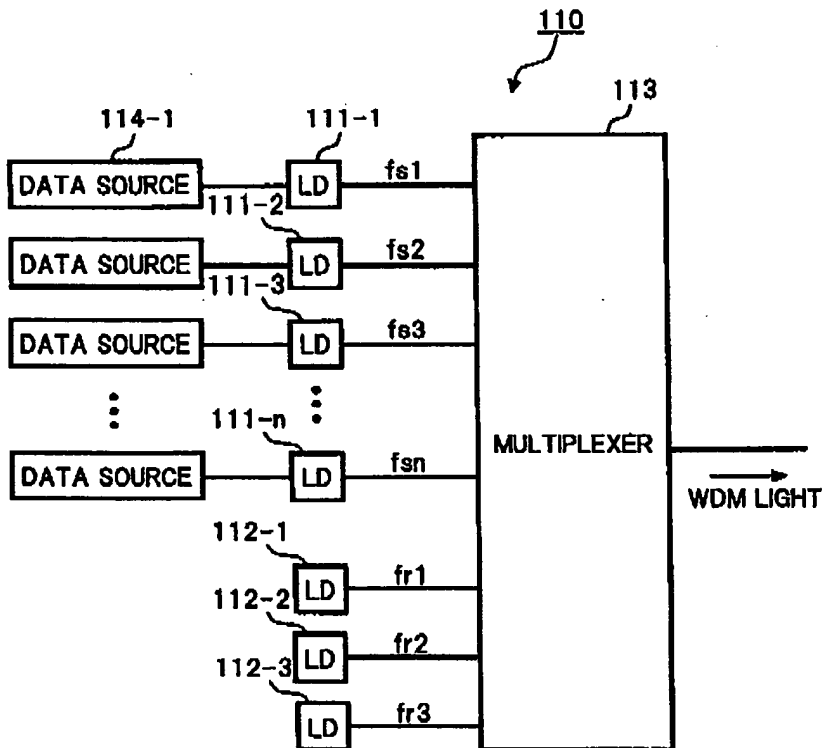 110
113
114-1
111-1
DATA SOURCE
LD
fs1
111-2
DATA SOURCE
LD
fs2
111-3
DATA SOURCE
LD
fs3
111-n
DATA SOURCE
LD
fsn
MULTIPLEXER
WDM LIGHT
112-1
LD
fr1
112-2
LD
fr2
112-3
LD
fr3